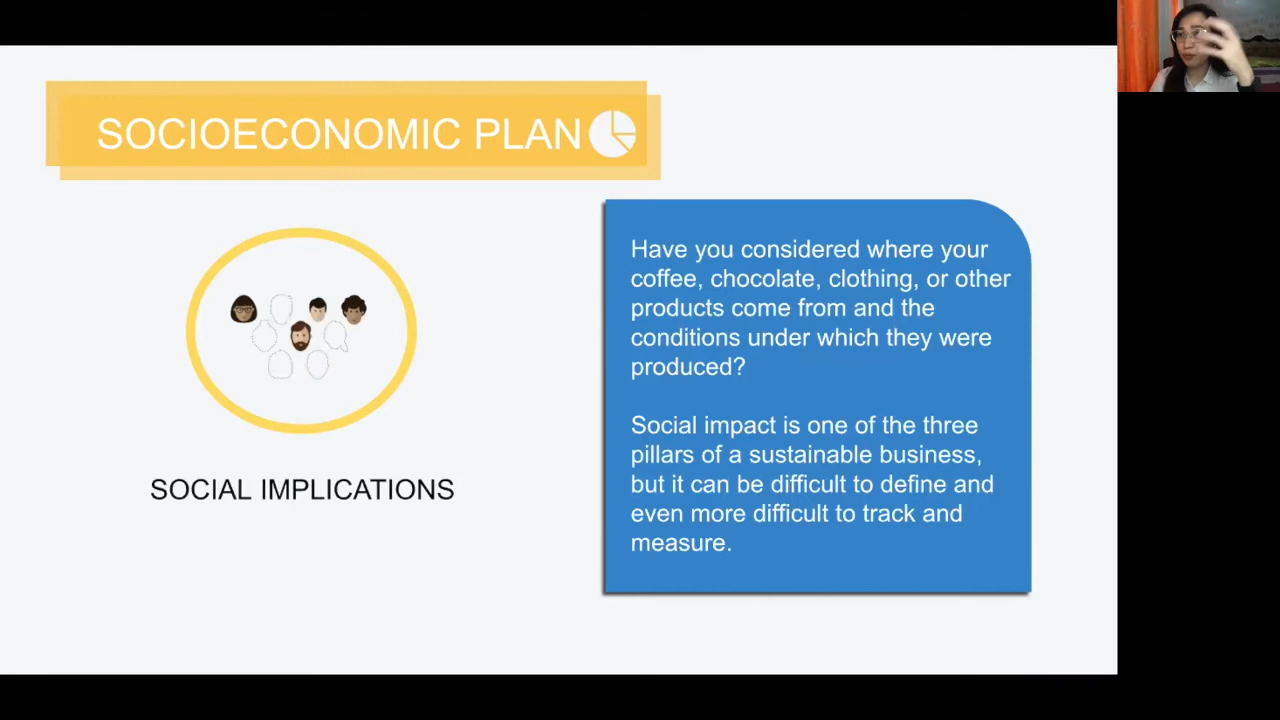 SOCIOECONOMIC PLAN
SOCIAL IMPLICATIONS
Have you considered where your
coffee, chocolate, clothing, or other
products come from and the
conditions under which they were
produced?
Social impact is one of the three
pillars of a sustainable business,
but it can be difficult to define and
even more difficult to track and
measure.